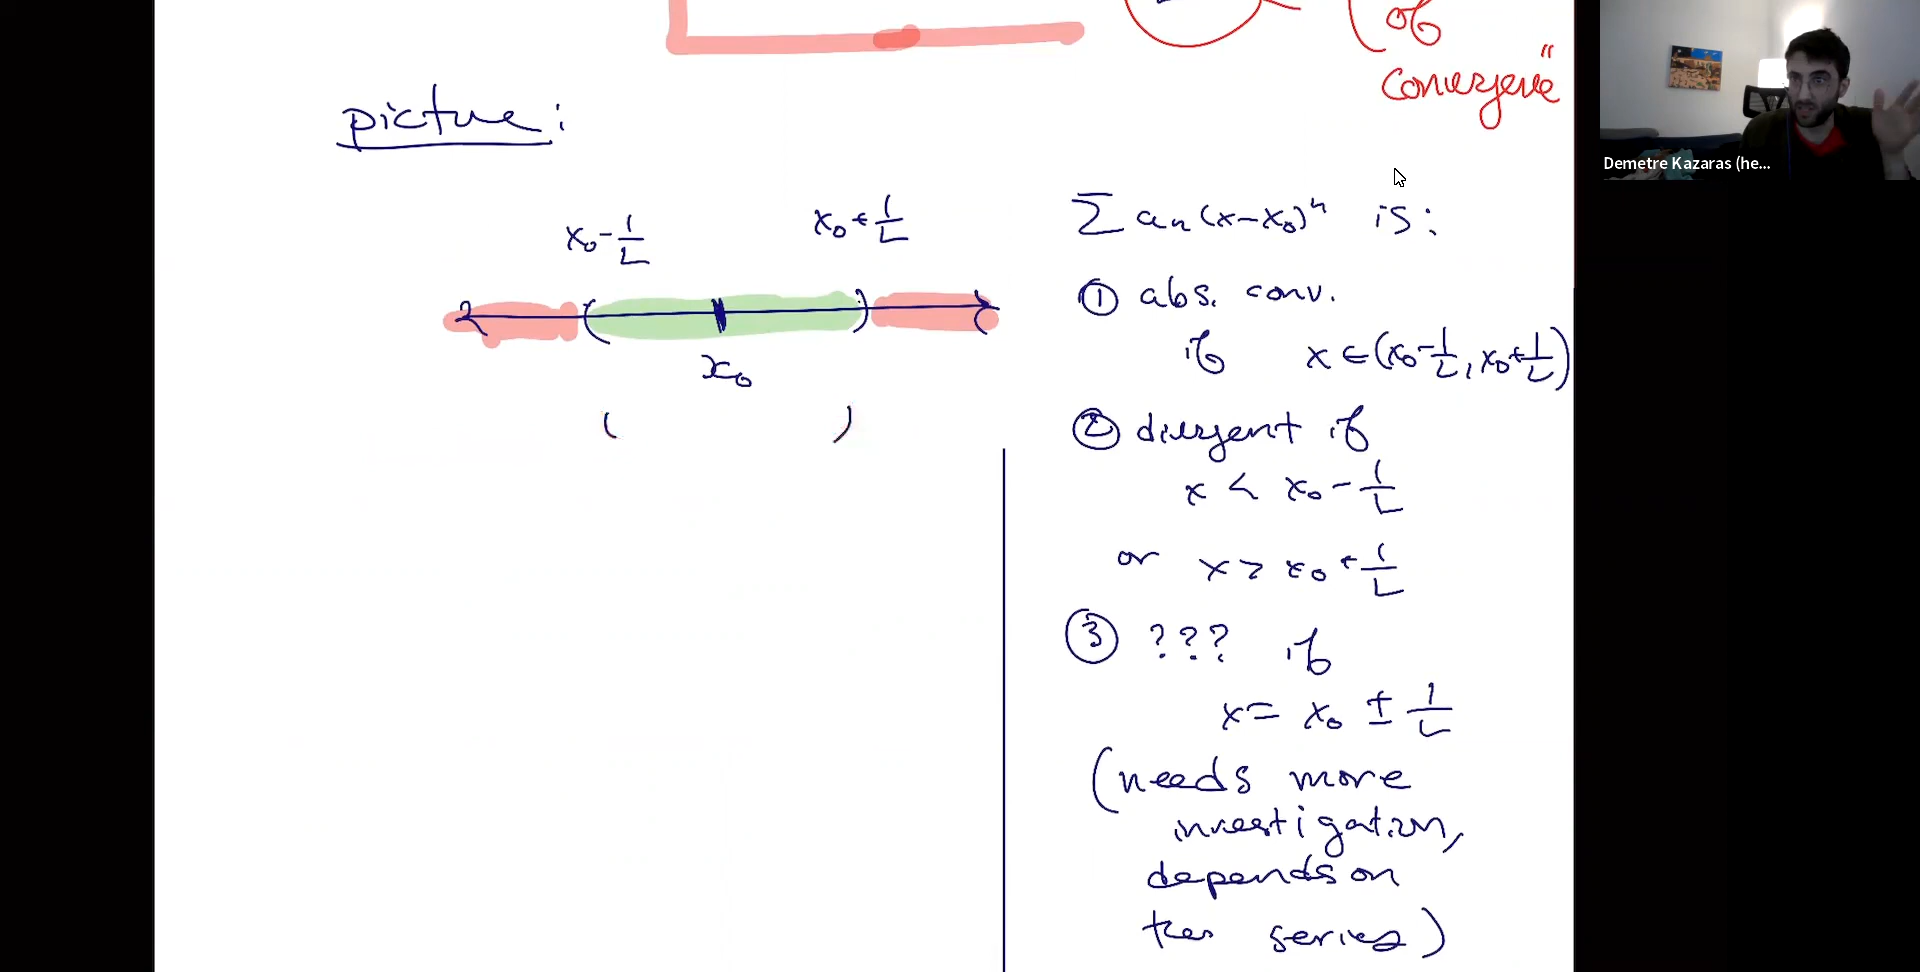 of
convergence"
picture:
x₀ - 1/L
x₀ + 1/L
x₀
( )
Σ aₙ(x-x₀)ⁿ is:
① abs. conv.
if x ∈ (x₀ - 1/L, x₀ + 1/L)
② divergent if
x < x₀ - 1/L
or x > x₀ + 1/L
③ ??? if
x = x₀ ± 1/L
(needs more
investigation,
depends on
the series)
Demetre Kazaras (he...